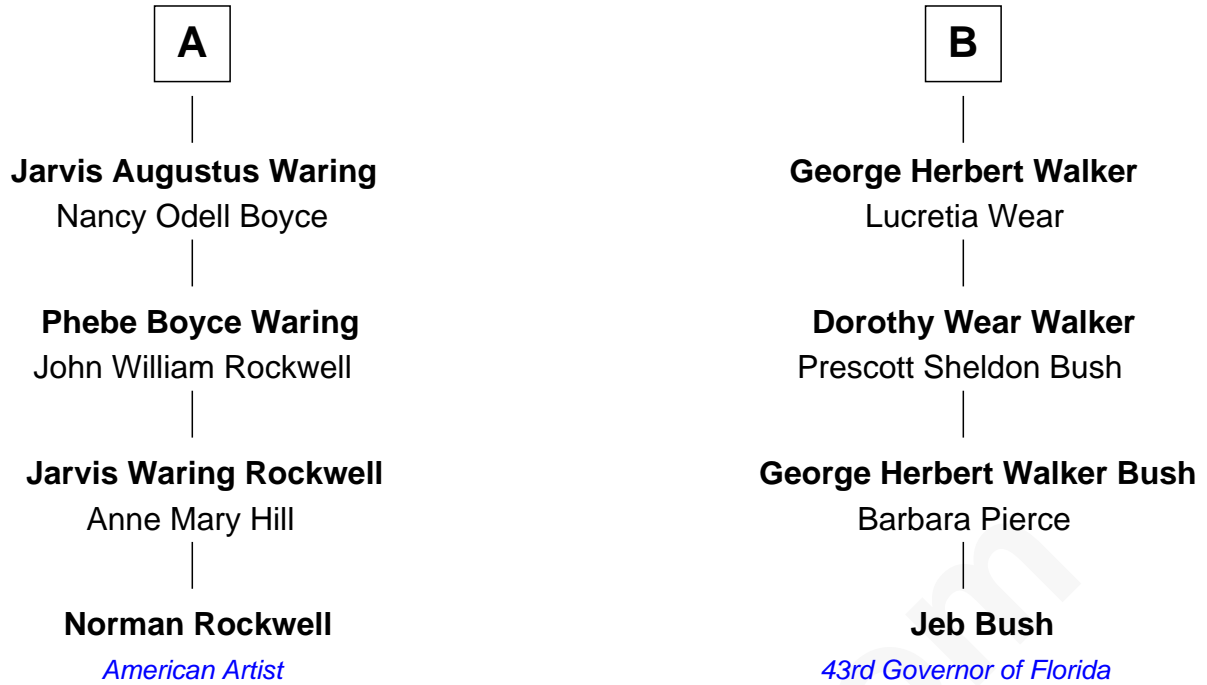 A
Jarvis Augustus Waring
Nancy Odell Boyce
Phebe Boyce Waring
John William Rockwell
Jarvis Waring Rockwell
Anne Mary Hill
Norman Rockwell
American Artist
B
George Herbert Walker
Lucretia Wear
Dorothy Wear Walker
Prescott Sheldon Bush
George Herbert Walker Bush
Barbara Pierce
Jeb Bush
43rd Governor of Florida